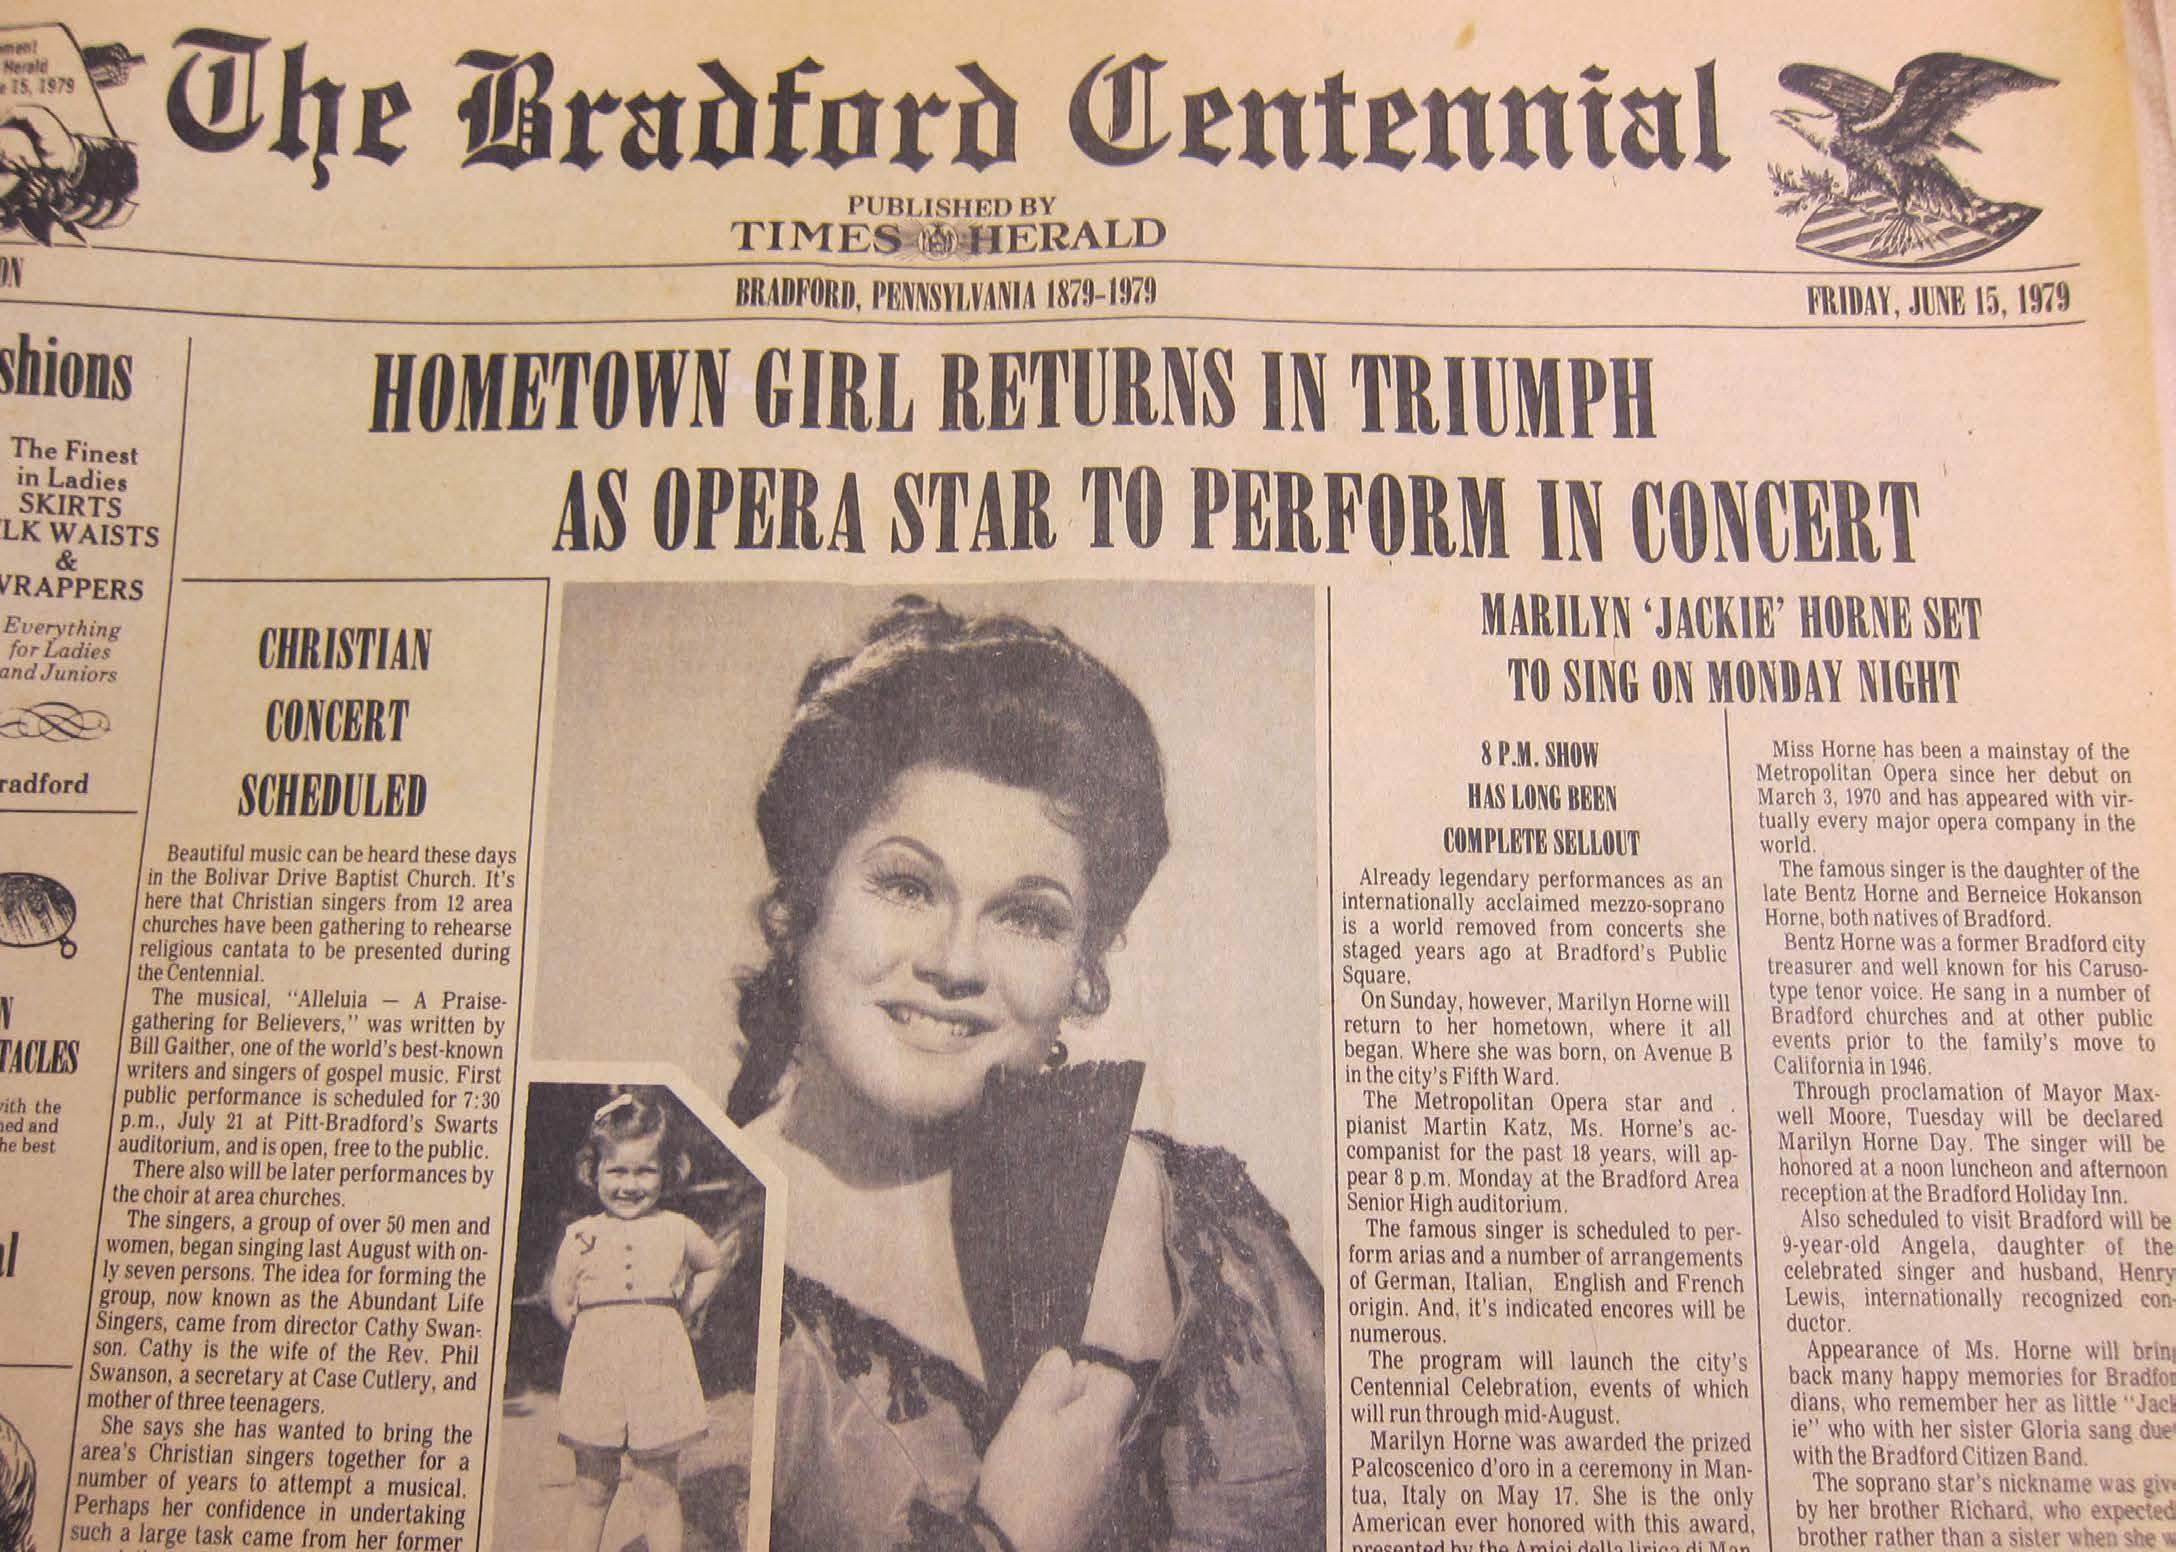 Herald
15, 1979
The Bradford Centennial
PUBLISHED BY
TIMES HERALD
BRADFORD, PENNSYLVANIA 1879-1979
FRIDAY, JUNE 15, 1979
The Finest
in Ladies
SKIRTS
WAISTS
&
Everything
for Ladies
and Juniors
with the
and
best
HOMETOWN GIRL RETURNS IN TRIUMPH
AS OPERA STAR TO PERFORM IN CONCERT
CHRISTIAN
CONCERT
SCHEDULED
Beautiful music can be heard these days
in the Bolivar Drive Baptist Church. It's
here that Christian singers from 12 area
churches have been gathering to rehearse
religious cantata to be presented during
the Centennial.
The musical, "Alleluia — A Praise-
gathering for Believers," was written by
Bill Gaither, one of the world's best-known
writers and singers of gospel music. First
public performance is scheduled for 7:30
p.m., July 21 at Pitt-Bradford's Swarts
auditorium, and is open, free to the public.
There also will be later performances by
the choir at area churches.
The singers, a group of over 50 men and
women, began singing last August with on-
ly seven persons. The idea for forming the
group, now known as the Abundant Life
Singers, came from director Cathy Swan-
son. Cathy is the wife of the Rev. Phil
Swanson, a secretary at Case Cutlery, and
mother of three teenagers.
She says she has wanted to bring the
area's Christian singers together for a
number of years to attempt a musical.
Perhaps her confidence in undertaking
such a large task came from her former
MARILYN 'JACKIE' HORNE SET
TO SING ON MONDAY NIGHT
8 P.M. SHOW
HAS LONG BEEN
COMPLETE SELLOUT
Already legendary performances as an
internationally acclaimed mezzo-soprano
is a world removed from concerts she
staged years ago at Bradford's Public
Square.
On Sunday, however, Marilyn Horne will
return to her hometown, where it all
began. Where she was born, on Avenue B
in the city's Fifth Ward.
The Metropolitan Opera star and
pianist Martin Katz, Ms. Horne's ac-
companist for the past 18 years, will ap-
pear 8 p.m. Monday at the Bradford Area
Senior High auditorium.
The famous singer is scheduled to per-
form arias and a number of arrangements
of German, Italian, English and French
origin. And, it's indicated encores will be
numerous.
The program will launch the city's
Centennial Celebration, events of which
will run through mid-August.
Marilyn Horne was awarded the prized
Palcoscenico d'oro in a ceremony in Man-
tua, Italy on May 17. She is the only
American ever honored with this award,
presented by the Amici della lirica di Man-
Miss Horne has been a mainstay of the
Metropolitan Opera since her debut on
March 3, 1970 and has appeared with vir-
tually every major opera company in the
world.
The famous singer is the daughter of the
late Bentz Horne and Berneice Hokanson
Horne, both natives of Bradford.
Bentz Horne was a former Bradford city
treasurer and well known for his Caruso-
type tenor voice. He sang in a number of
Bradford churches and at other public
events prior to the family's move to
California in 1946.
Through proclamation of Mayor Max-
well Moore, Tuesday will be declared
Marilyn Horne Day. The singer will be
honored at a noon luncheon and afternoon
reception at the Bradford Holiday Inn.
Also scheduled to visit Bradford will be
9-year-old Angela, daughter of the
celebrated singer and husband, Henry
Lewis, internationally recognized con-
ductor.
Appearance of Ms. Horne will bring
back many happy memories for Bradfor
dians, who remember her as little "Jack
ie" who with her sister Gloria sang due
with the Bradford Citizen Band.
The soprano star's nickname was give
by her brother Richard, who expected
brother rather than a sister when she w